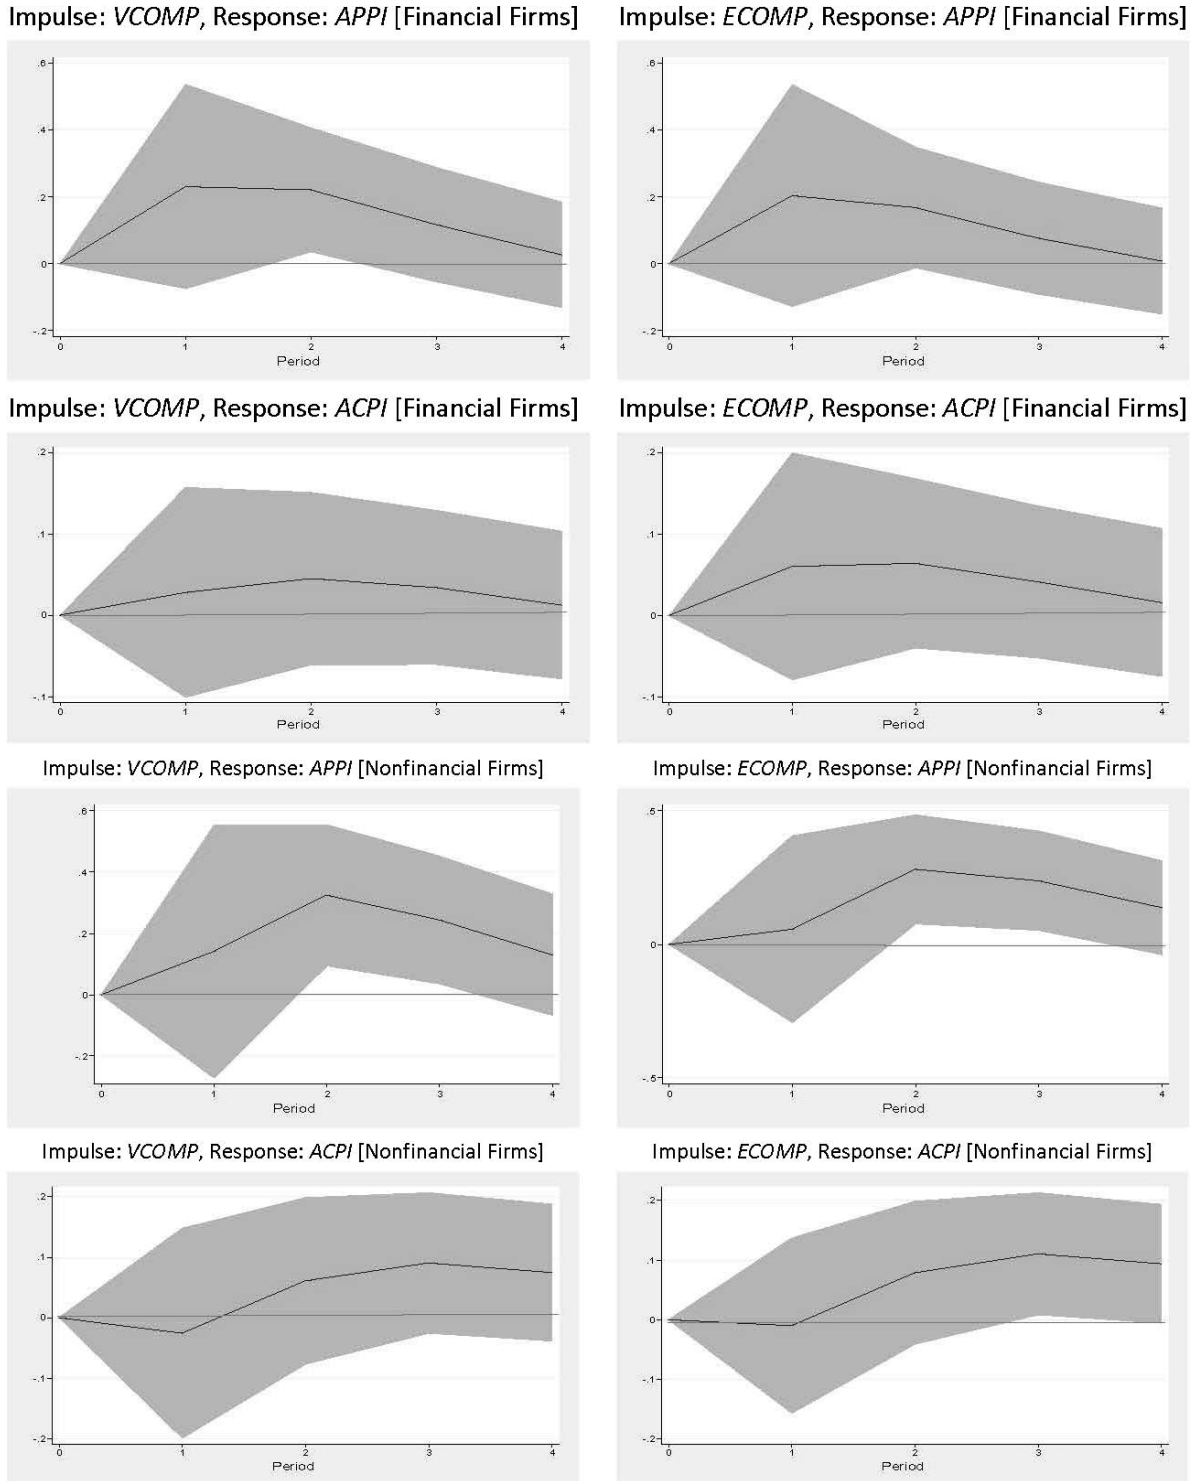 Impulse: VCOMP, Response: APPI [Financial Firms]
Impulse: ECOMP, Response: APPI [Financial Firms]
.6
.4
.2
0
-.2
0 1 2 3 4
Period
.6
.4
.2
0
-.2
0 1 2 3 4
Period
Impulse: VCOMP, Response: ACPI [Financial Firms]
Impulse: ECOMP, Response: ACPI [Financial Firms]
.2
.1
0
-.1
0 1 2 3 4
Period
.2
.1
0
-.1
0 1 2 3 4
Period
Impulse: VCOMP, Response: APPI [Nonfinancial Firms]
Impulse: ECOMP, Response: APPI [Nonfinancial Firms]
.6
.4
.2
0
-.2
0 1 2 3 4
Period
.5
0
-.5
0 1 2 3 4
Period
Impulse: VCOMP, Response: ACPI [Nonfinancial Firms]
Impulse: ECOMP, Response: ACPI [Nonfinancial Firms]
.2
.1
0
-.1
-.2
0 1 2 3 4
Period
.2
.1
0
-.1
-.2
0 1 2 3 4
Period